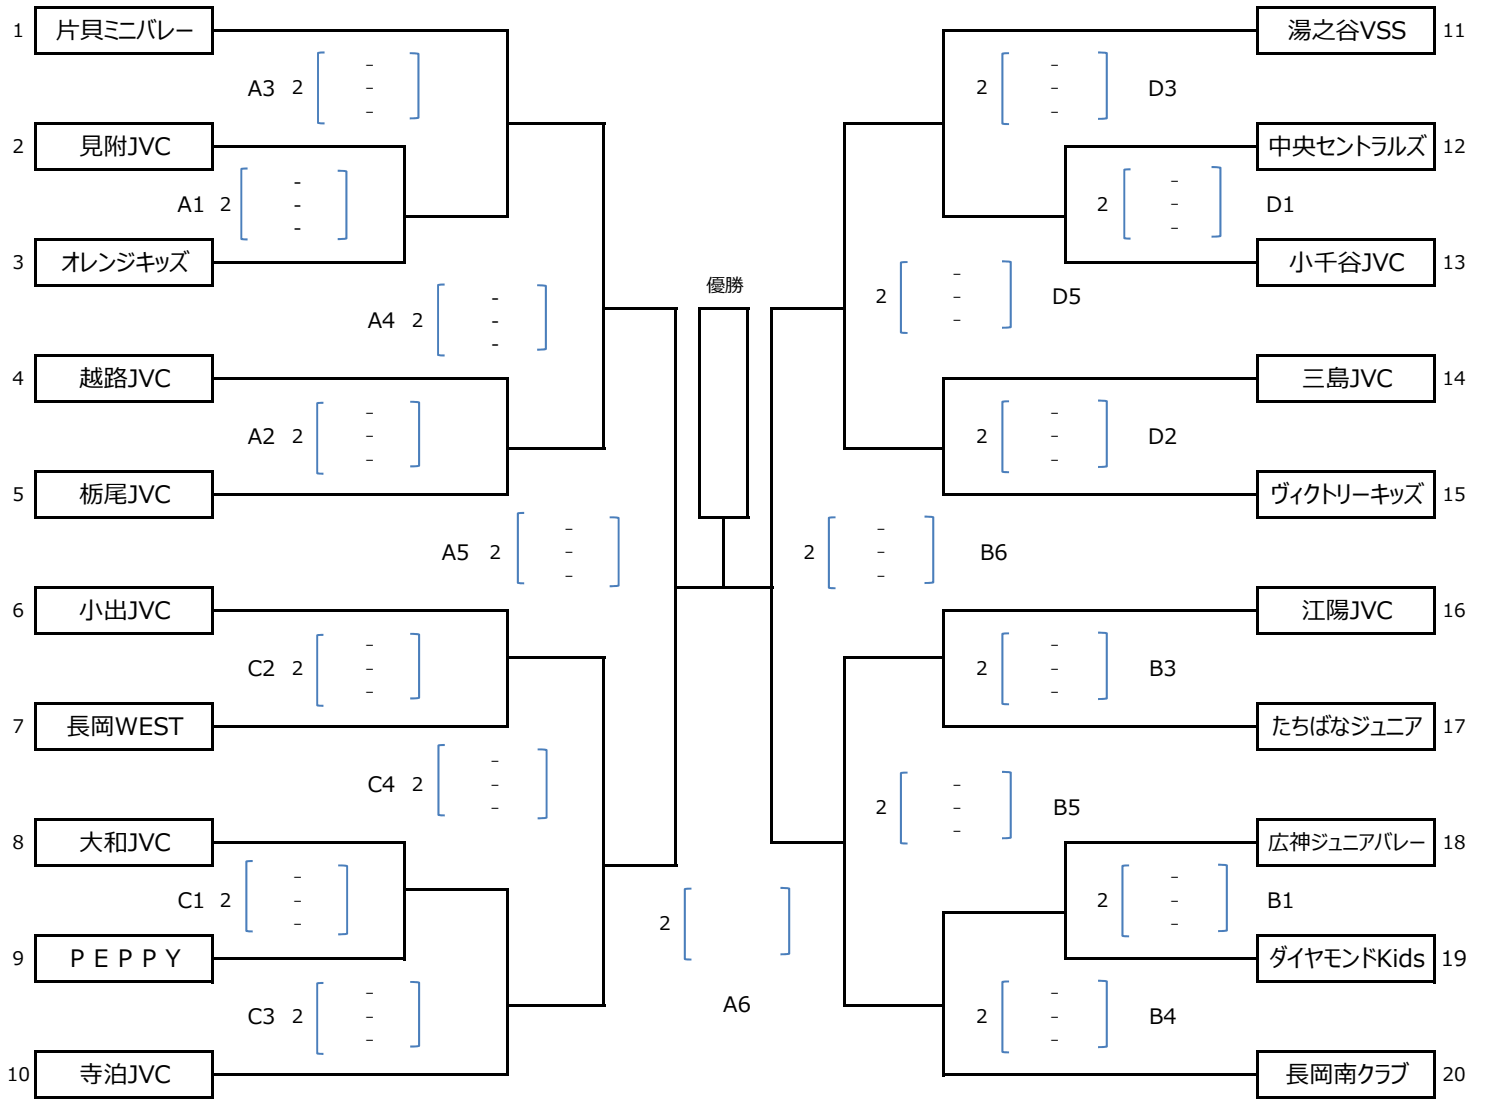 1 片貝ミニバレー 湯之谷VSS 11
A3 2 - - - 2 - - - D3
2 見附JVC 中央セントラルズ 12
A1 2 - - - 2 - - - D1
3 オレンジキッズ 小千谷JVC 13
優勝
A4 2 - - - 2 - - - D5
4 越路JVC 三島JVC 14
A2 2 - - - 2 - - - D2
5 栃尾JVC ヴィクトリーキッズ 15
A5 2 - - - 2 - - - B6
6 小出JVC 江陽JVC 16
C2 2 - - - 2 - - - B3
7 長岡WEST たちばなジュニア 17
C4 2 - - - 2 - - - B5
8 大和JVC 広神ジュニアバレー 18
C1 2 - - - 2 - - - B1
2
9 ＰＥＰＰＹ ダイヤモンドKids 19
A6
C3 2 - - - 2 - - - B4
10 寺泊JVC 長岡南クラブ 20